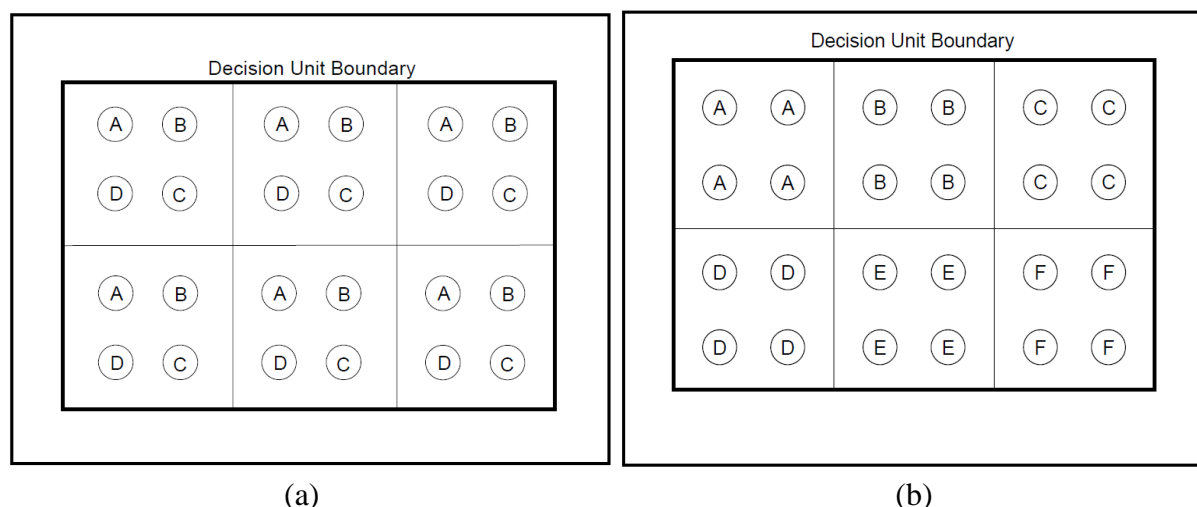 Decision Unit Boundary
A B A B A B
D C D C D C
A B A B A B
D C D C D C
(a)
Decision Unit Boundary
A A B B C C
A A B B C C
D D E E F F
D D E E F F
(b)